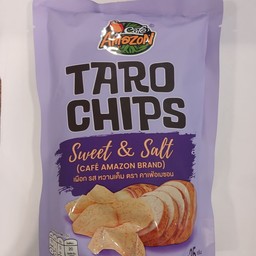 Café
Amazon
TARO
CHIPS
Sweet & Salt
(CAFÉ AMAZON BRAND)
เผือก รส หวานเค็ม ตรา คาเฟ่อเมซอน